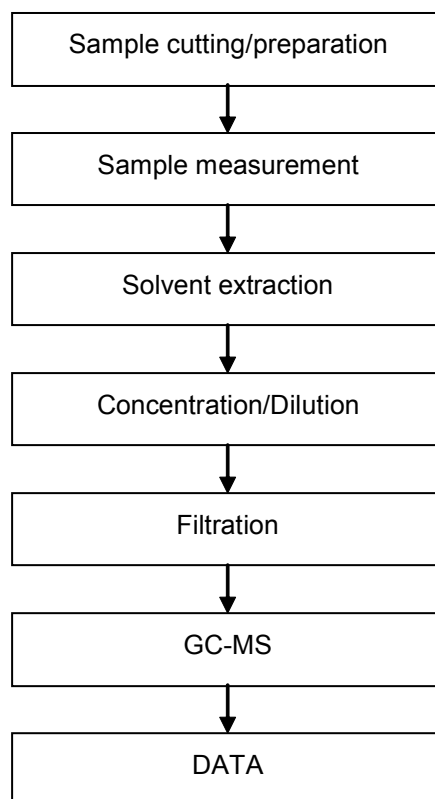 Sample cutting/preparation
Sample measurement
Solvent extraction
Concentration/Dilution
Filtration
GC-MS
DATA